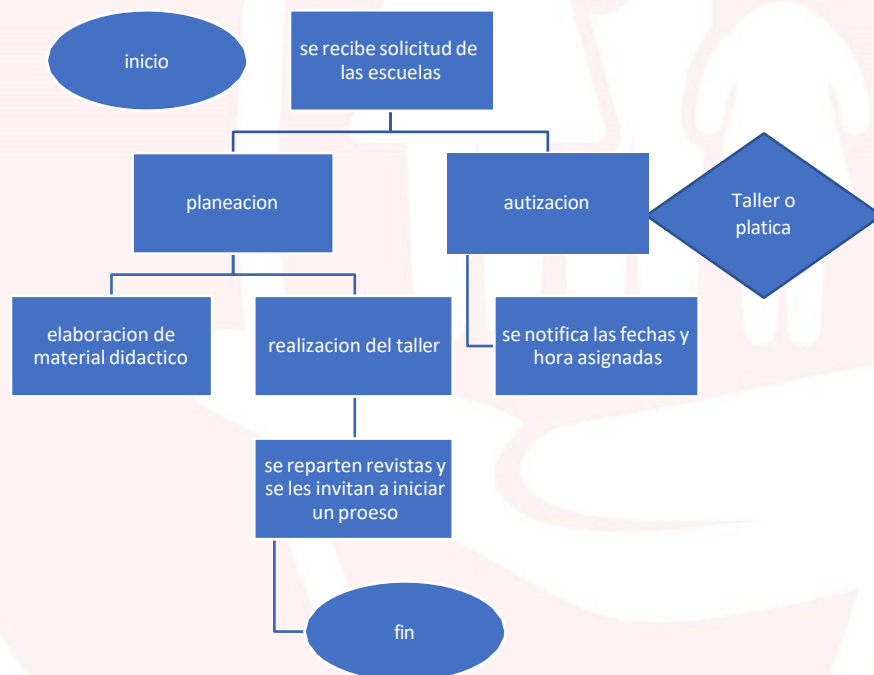 inicio
se recibe solicitud de
las escuelas
planeacion
autizacion
Taller o
platica
elaboracion de
material didactico
realizacion del taller
se notifica las fechas y
hora asignadas
se reparten revistas y
se les invitan a iniciar
un proeso
fin